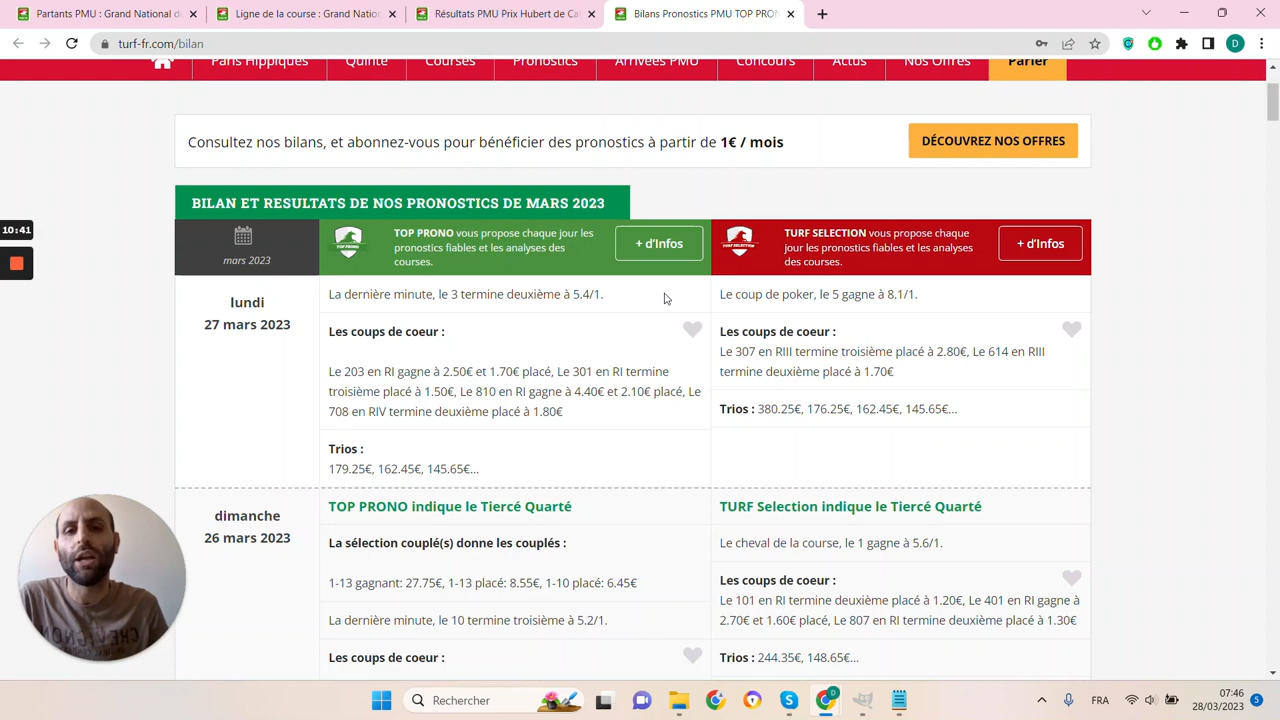 Partants PMU : Grand National d
Ligne de la course : Grand Nation
Résultats PMU Prix Hubert de Ca
Bilans Pronostics PMU TOP PRON
turf-fr.com/bilan
Paris Hippiques
Quinté
Courses
Pronostics
Arrivées PMU
Concours
Actus
Nos Offres
Parier
Consultez nos bilans, et abonnez-vous pour bénéficier des pronostics à partir de 1€ / mois
DÉCOUVREZ NOS OFFRES
BILAN ET RESULTATS DE NOS PRONOSTICS DE MARS 2023
10:41
mars 2023
TOP PRONO
TOP PRONO vous propose chaque jour les
pronostics fiables et les analyses des
courses.
+ d'Infos
TURF SELECTION
TURF SELECTION vous propose chaque
jour les pronostics fiables et les analyses
des courses.
+ d'Infos
lundi
27 mars 2023
La dernière minute, le 3 termine deuxième à 5.4/1.
Les coups de coeur :
Le 203 en RI gagne à 2.50€ et 1.70€ placé, Le 301 en RI termine
troisième placé à 1.50€, Le 810 en RI gagne à 4.40€ et 2.10€ placé, Le
708 en RIV termine deuxième placé à 1.80€
Trios :
179.25€, 162.45€, 145.65€...
Le coup de poker, le 5 gagne à 8.1/1.
Les coups de coeur :
Le 307 en RIII termine troisième placé à 2.80€, Le 614 en RIII
termine deuxième placé à 1.70€
Trios : 380.25€, 176.25€, 162.45€, 145.65€...
dimanche
26 mars 2023
TOP PRONO indique le Tiercé Quarté
La sélection couplé(s) donne les couplés :
1-13 gagnant: 27.75€, 1-13 placé: 8.55€, 1-10 placé: 6.45€
La dernière minute, le 10 termine troisième à 5.2/1.
Les coups de coeur :
TURF Selection indique le Tiercé Quarté
Le cheval de la course, le 1 gagne à 5.6/1.
Les coups de coeur :
Le 101 en RI termine deuxième placé à 1.20€, Le 401 en RI gagne à
2.70€ et 1.60€ placé, Le 807 en RI termine deuxième placé à 1.30€
Trios : 244.35€, 148.65€...
Rechercher
FRA
07:46
28/03/2023
5